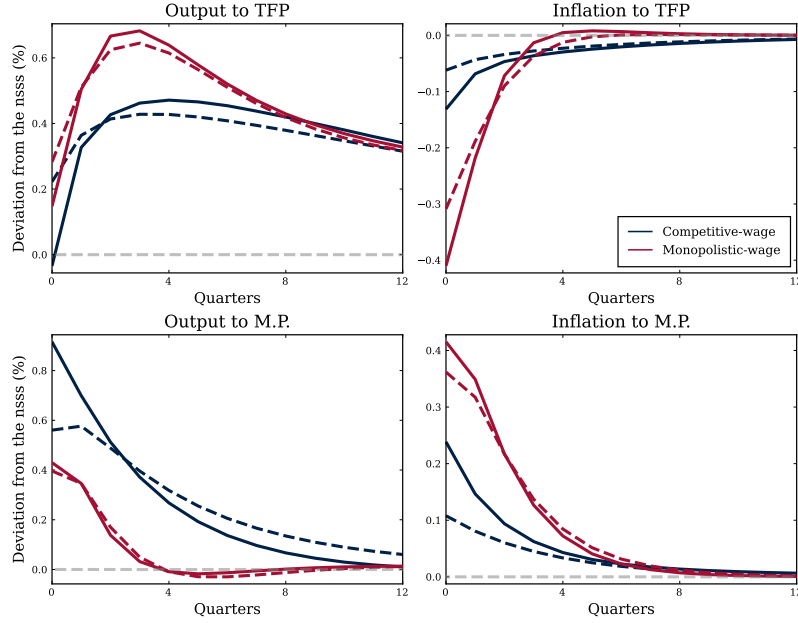 Output to TFP
Deviation from the nsss (%)
0.6
0.4
0.2
0.0
0
4
8
12
Quarters
Inflation to TFP
0.0
−0.1
−0.2
−0.3
−0.4
Competitive-wage
Monopolistic-wage
0
4
8
12
Quarters
Output to M.P.
Deviation from the nsss (%)
0.8
0.6
0.4
0.2
0.0
0
4
8
12
Quarters
Inflation to M.P.
0.4
0.3
0.2
0.1
0.0
0
4
8
12
Quarters